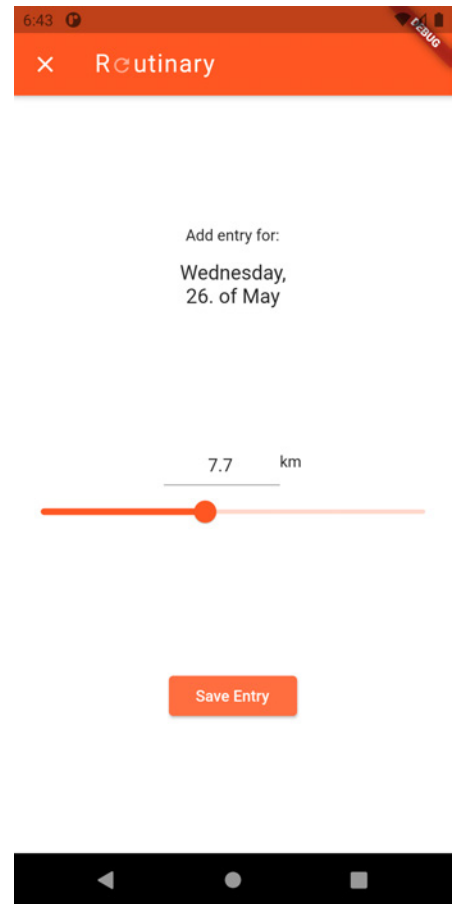 6:43
DEBUG
Routinary
Add entry for:
Wednesday,
26. of May
7.7 km
Save Entry